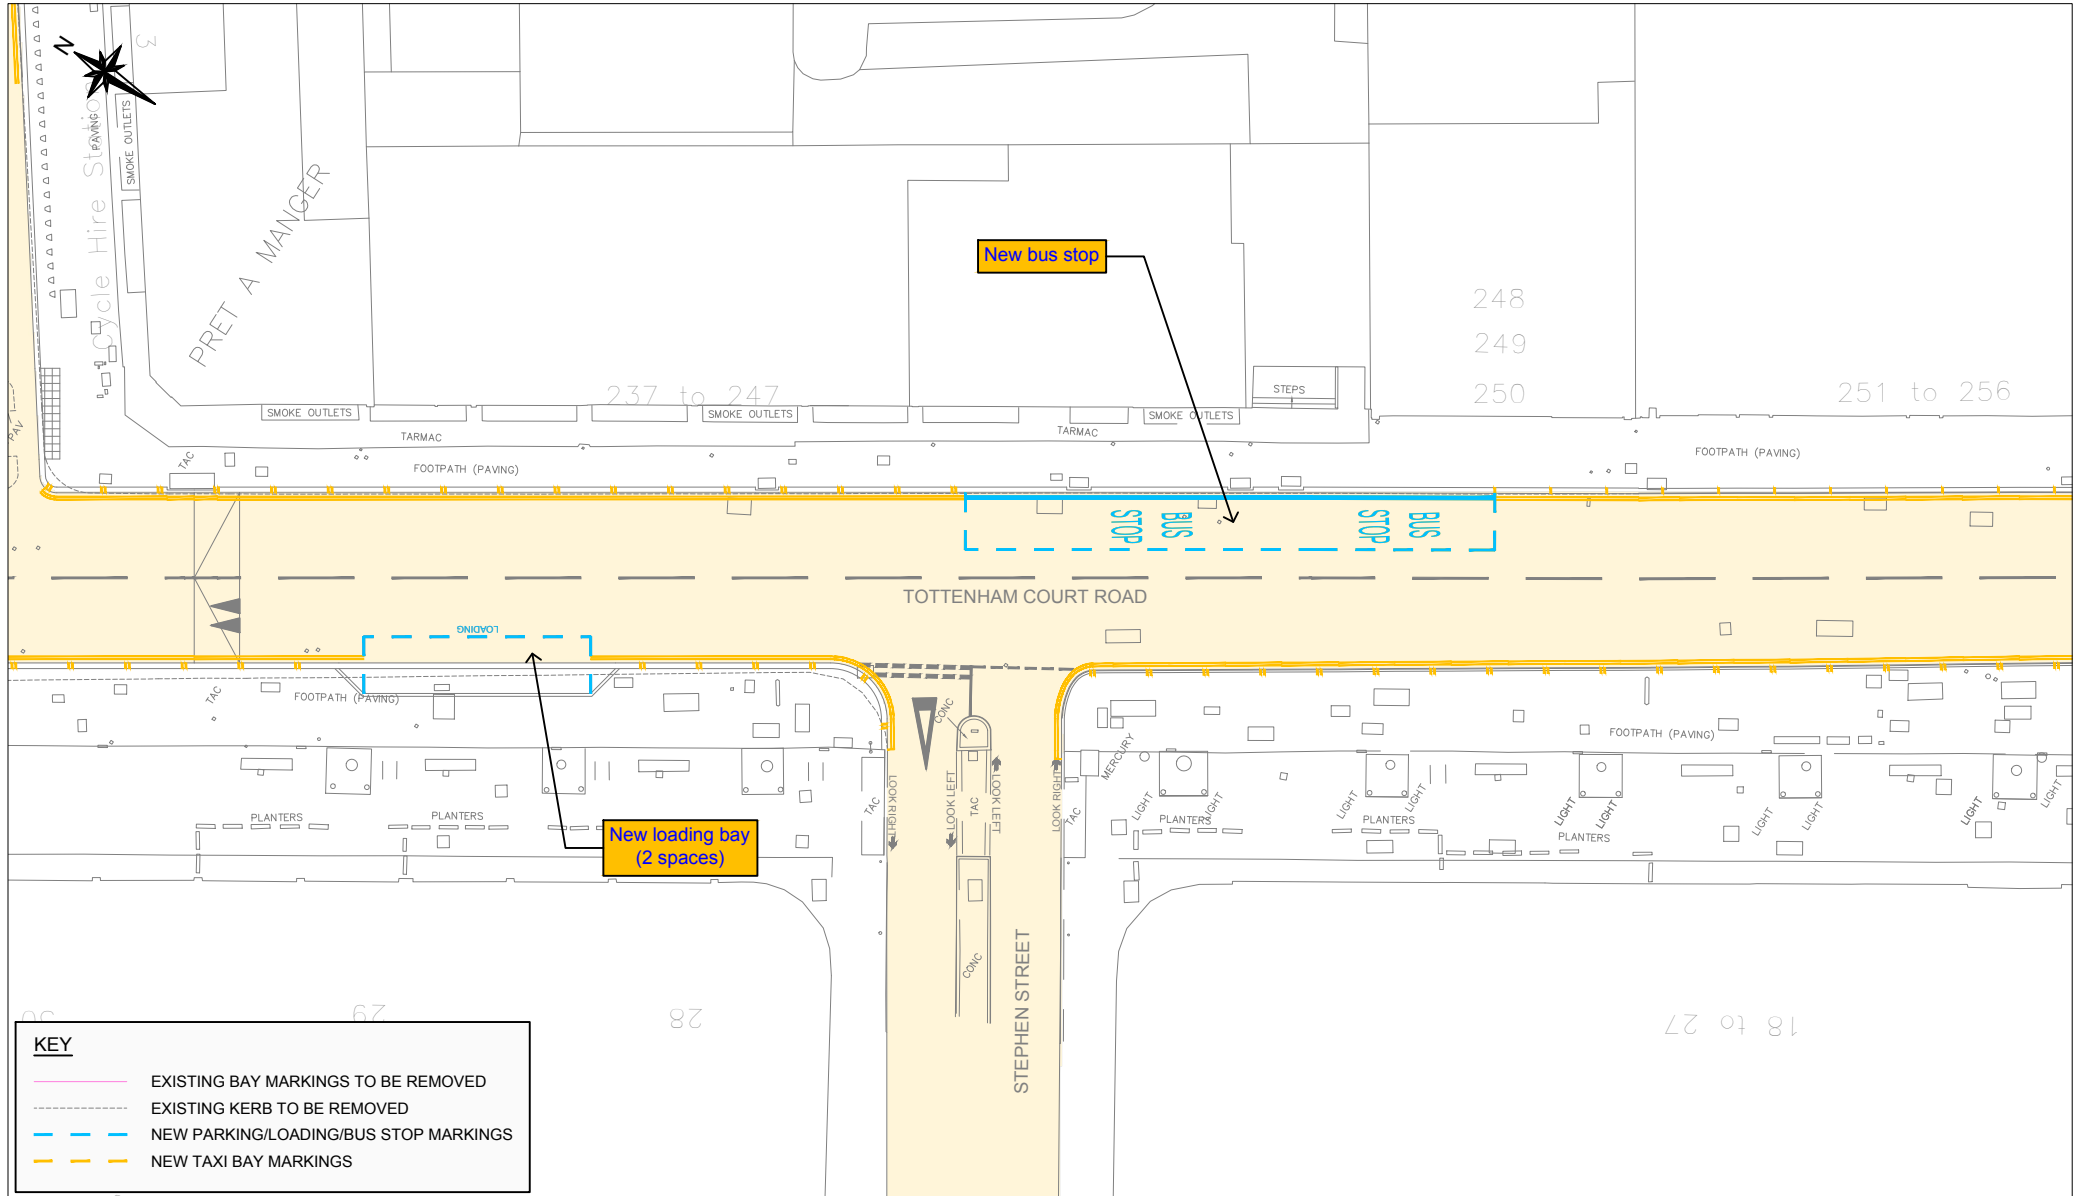 N
3
Cycle Hire Station
PAVING
SMOKE OUTLETS
PRET A MANGER
New bus stop
248
249
250
237 to 247
251 to 256
STEPS
SMOKE OUTLETS
SMOKE OUTLETS
SMOKE OUTLETS
TARMAC
TARMAC
PAV
TAC
FOOTPATH (PAVING)
FOOTPATH (PAVING)
BUS
STOP
BUS
STOP
TOTTENHAM COURT ROAD
LOADING
TAC
FOOTPATH (PAVING)
CONC
MERCURY
FOOTPATH (PAVING)
LOOK RIGHT
LOOK LEFT
LOOK LEFT
LOOK RIGHT
TAC
TAC
TAC
LIGHT
LIGHT
LIGHT
LIGHT
LIGHT
LIGHT
LIGHT
LIGHT
LIGHT
LIGHT
PLANTERS
PLANTERS
PLANTERS
PLANTERS
PLANTERS
New loading bay
(2 spaces)
CONC
STEPHEN STREET
29
28
18 to 27
KEY
EXISTING BAY MARKINGS TO BE REMOVED
EXISTING KERB TO BE REMOVED
NEW PARKING/LOADING/BUS STOP MARKINGS
NEW TAXI BAY MARKINGS